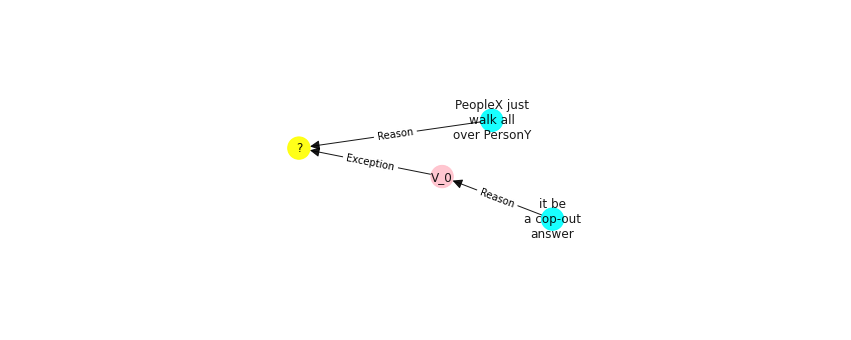 PeopleX just
walk all
over PersonY
Reason
?
Exception
V_0
Reason
it be
a cop-out
answer